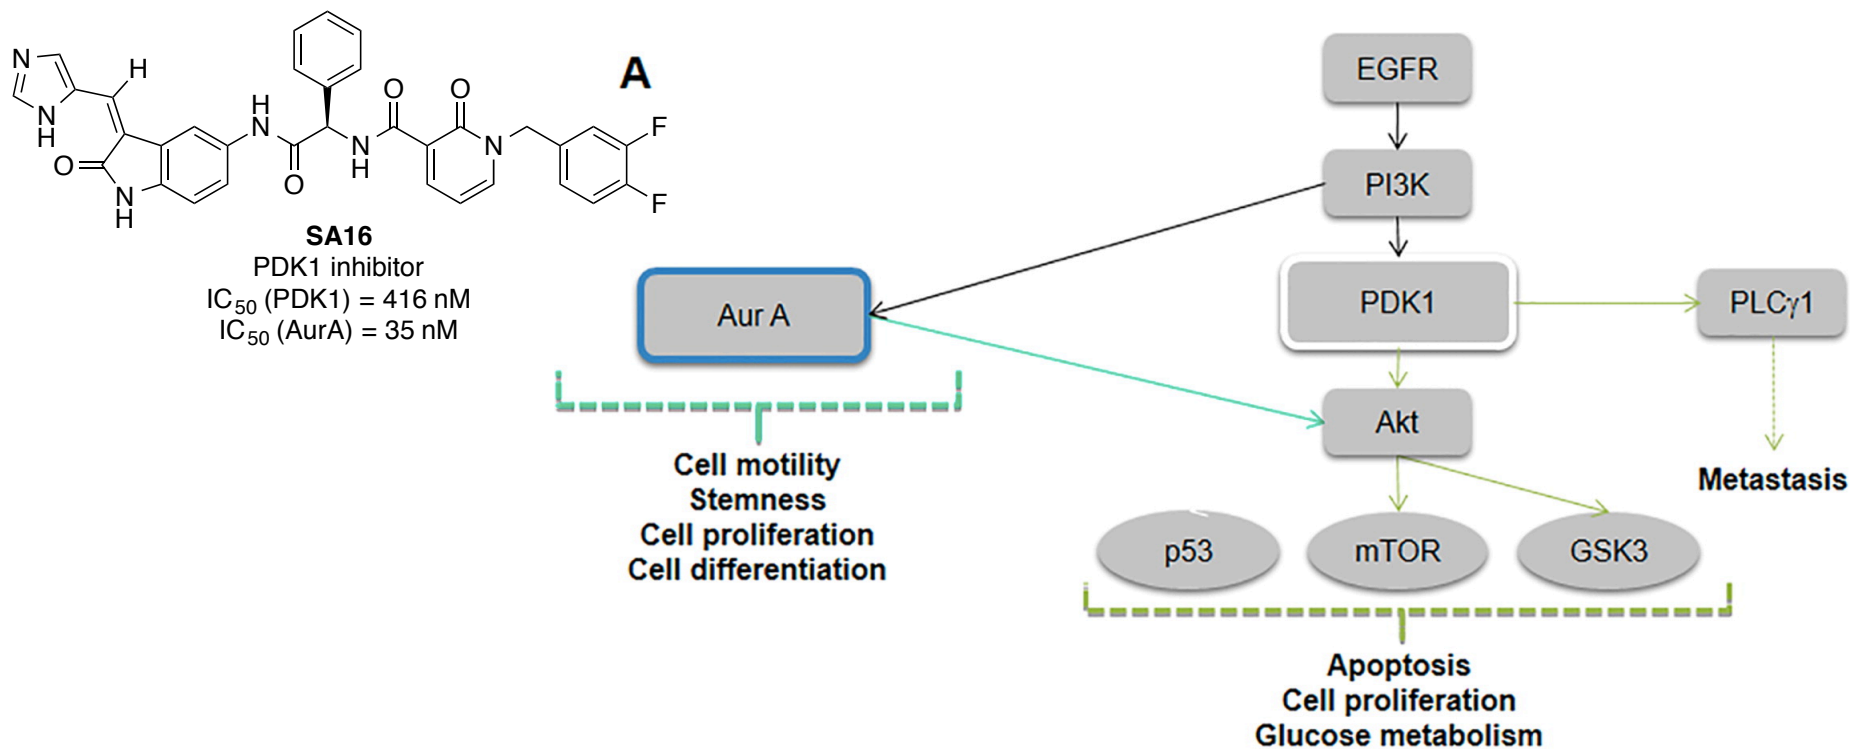 N
H
N
H
O
N
H
H
N
O
N
H
O
O
N
F
F
SA16
PDK1 inhibitor
IC50 (PDK1) = 416 nM
IC50 (AurA) = 35 nM
A
EGFR
PI3K
Aur A
PDK1
PLCγ1
Akt
Cell motility
Stemness
Cell proliferation
Cell differentiation
Metastasis
p53
mTOR
GSK3
Apoptosis
Cell proliferation
Glucose metabolism